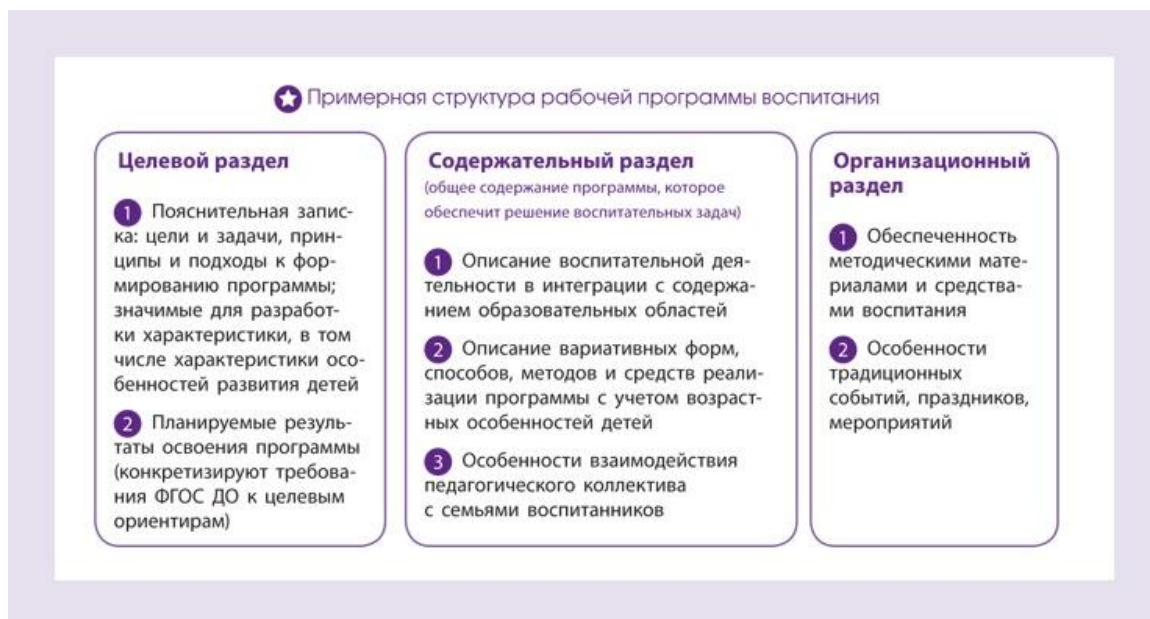 Примерная структура рабочей программы воспитания
Целевой раздел
1 Пояснительная запис-
ка: цели и задачи, прин-
ципы и подходы к фор-
мированию программы;
значимые для разработ-
ки характеристики, в том
числе характеристики осо-
бенностей развития детей
2 Планируемые резуль-
таты освоения программы
(конкретизируют требова-
ния ФГОС ДО к целевым
ориентирам)
Содержательный раздел
(общее содержание программы, которое
обеспечит решение воспитательных задач)
1 Описание воспитательной дея-
тельности в интеграции с содержа-
нием образовательных областей
2 Описание вариативных форм,
способов, методов и средств реали-
зации программы с учетом возраст-
ных особенностей детей
3 Особенности взаимодействия
педагогического коллектива
с семьями воспитанников
Организационный
раздел
1 Обеспеченность
методическими мате-
риалами и средства-
ми воспитания
2 Особенности
традиционных
событий, праздников,
мероприятий